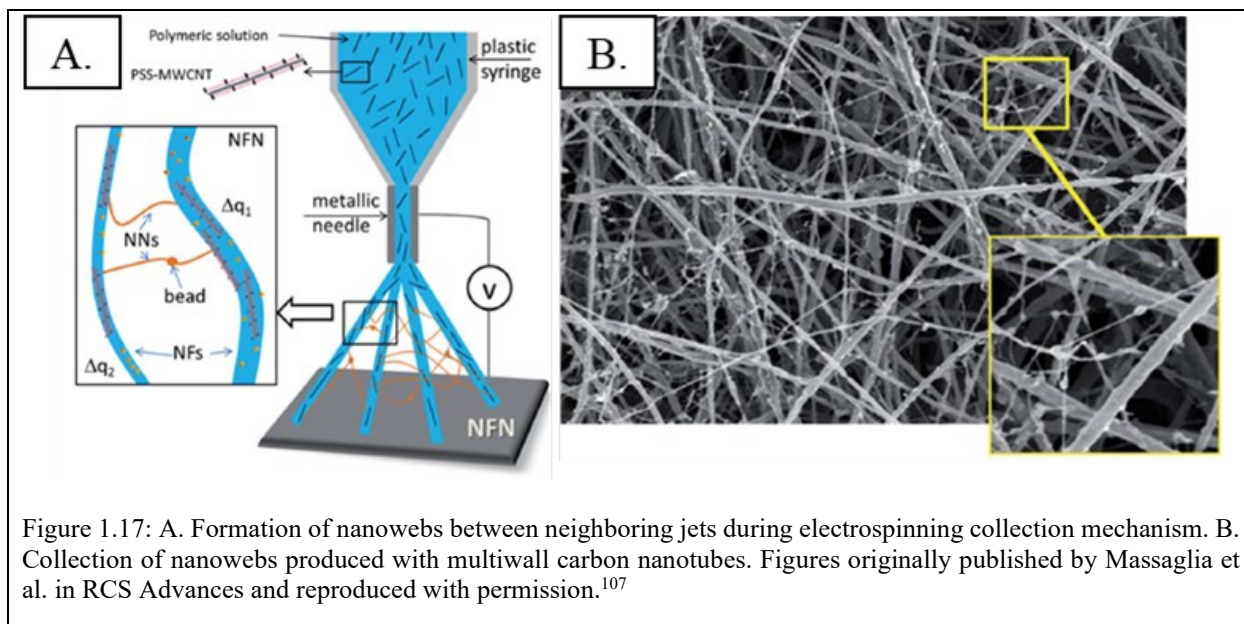 A.
Polymeric solution
PSS-MWCNT
plastic
syringe
NFN
Δq1
NNs
bead
NFs
Δq2
metallic
needle
V
NFN
B.
Figure 1.17: A. Formation of nanowebs between neighboring jets during electrospinning collection mechanism. B.
Collection of nanowebs produced with multiwall carbon nanotubes. Figures originally published by Massaglia et
al. in RCS Advances and reproduced with permission.107